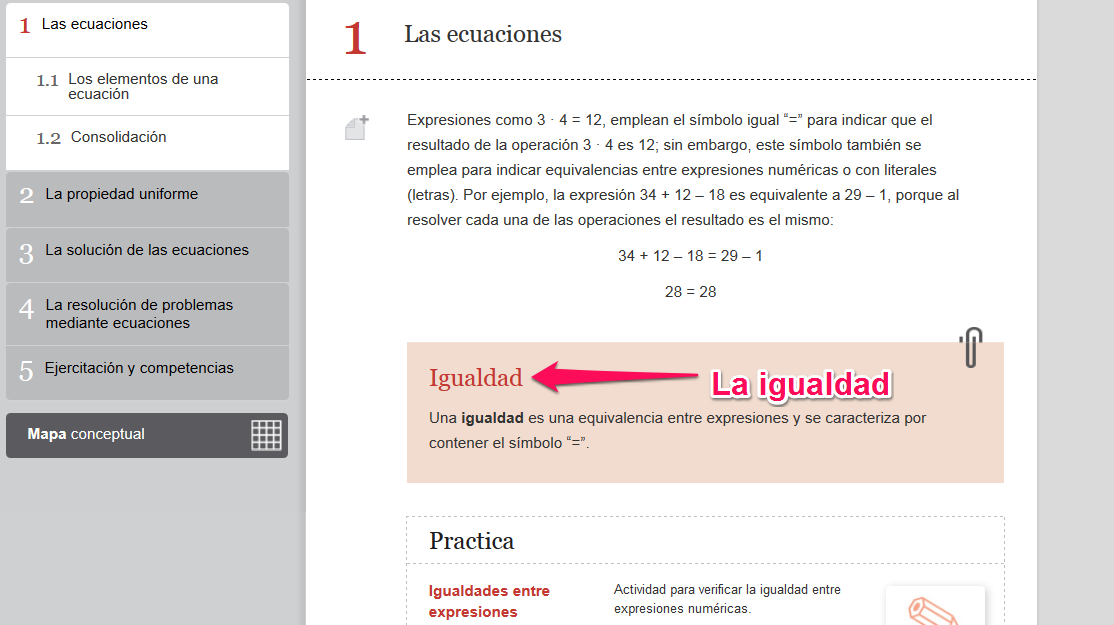 1 Las ecuaciones
1.1 Los elementos de una
ecuación
1.2 Consolidación
2 La propiedad uniforme
3 La solución de las ecuaciones
4 La resolución de problemas
mediante ecuaciones
5 Ejercitación y competencias
Mapa conceptual
1 Las ecuaciones
Expresiones como 3 · 4 = 12, emplean el símbolo igual “=” para indicar que el
resultado de la operación 3 · 4 es 12; sin embargo, este símbolo también se
emplea para indicar equivalencias entre expresiones numéricas o con literales
(letras). Por ejemplo, la expresión 34 + 12 – 18 es equivalente a 29 – 1, porque al
resolver cada una de las operaciones el resultado es el mismo:
34 + 12 – 18 = 29 – 1
28 = 28
Igualdad
La igualdad
Una igualdad es una equivalencia entre expresiones y se caracteriza por
contener el símbolo “=”.
Practica
Igualdades entre
expresiones
Actividad para verificar la igualdad entre
expresiones numéricas.